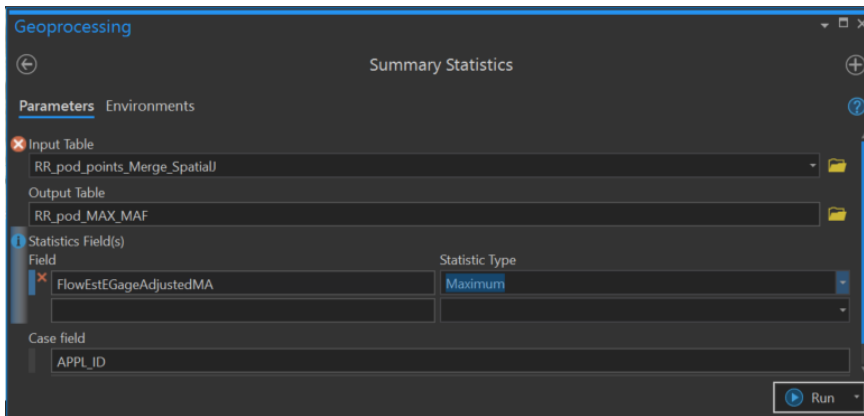 Geoprocessing
Summary Statistics
Parameters Environments
Input Table
RR_pod_points_Merge_SpatialJ
Output Table
RR_pod_MAX_MAF
Statistics Field(s)
Field Statistic Type
FlowEstEGageAdjustedMA Maximum
Case field
APPL_ID
Run